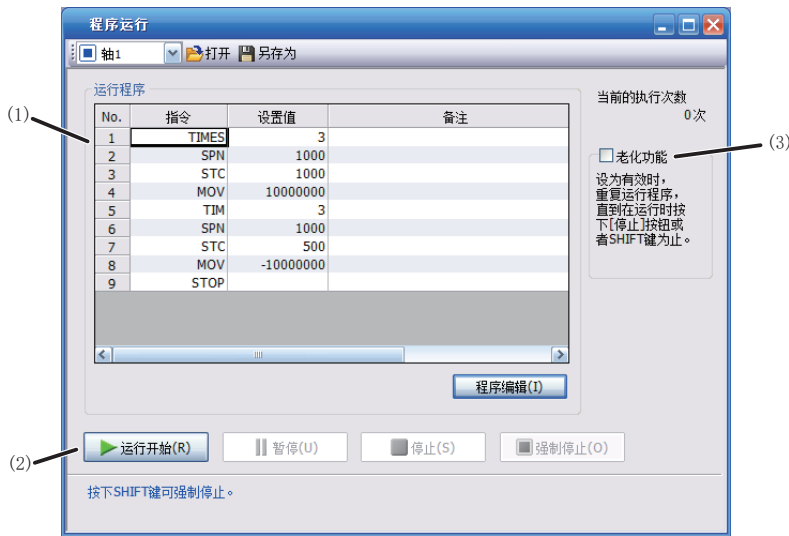 程序运行
轴1 打开 另存为
运行程序
No. 指令 设置值 备注
1 TIMES 3
2 SPN 1000
3 STC 1000
4 MOV 10000000
5 TIM 3
6 SPN 1000
7 STC 500
8 MOV -10000000
9 STOP
程序编辑(I)
当前的执行次数
0次
老化功能
设为有效时，
重复运行程序，
直到在运行时按
下[停止]按钮或
者SHIFT键为止。
运行开始(R) 暂停(U) 停止(S) 强制停止(O)
按下SHIFT键可强制停止。
(1)
(2)
(3)